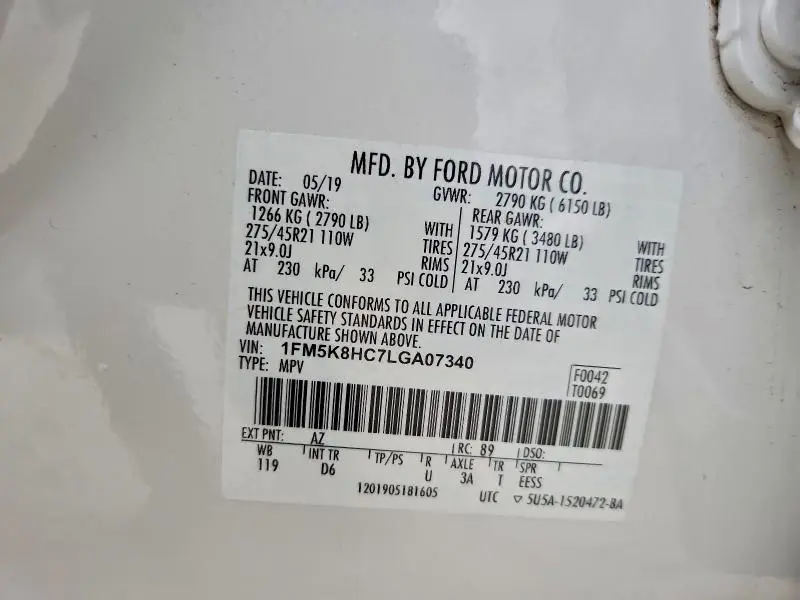 MFD. BY FORD MOTOR CO.
DATE: 05/19 GVWR: 2790 KG ( 6150 LB)
FRONT GAWR: REAR GAWR:
1266 KG ( 2790 LB) WITH 1579 KG ( 3480 LB) WITH
275/45R21 110W TIRES 275/45R21 110W TIRES
21x9.0J RIMS 21x9.0J RIMS
AT 230 kPa/ 33 PSI COLD AT 230 kPa/ 33 PSI COLD
THIS VEHICLE CONFORMS TO ALL APPLICABLE FEDERAL MOTOR
VEHICLE SAFETY STANDARDS IN EFFECT ON THE DATE OF
MANUFACTURE SHOWN ABOVE.
VIN: 1FM5K8HC7LGA07340
TYPE: MPV
F0042
T0069
EXT PNT: AZ RC: 89 DSO:
WB INT TR TP/PS R AXLE TR SPR
119 D6 U 3A T EESS
1201905181605 UTC ▽ 5U5A-1520472-BA